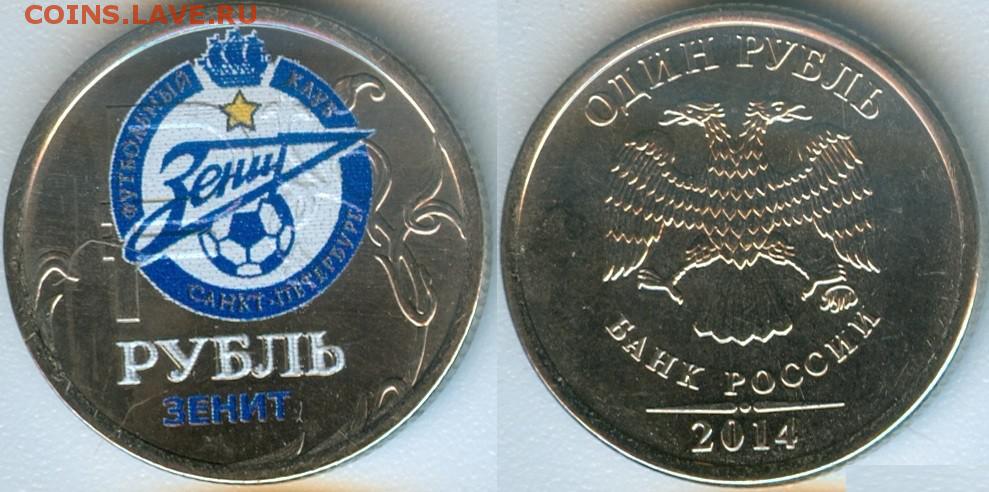 COINS.LAVE.RU
ФУТБОЛЬНЫЙ КЛУБ
Зенит
САНКТ-ПЕТЕРБУРГ
РУБЛЬ
ЗЕНИТ
ОДИН РУБЛЬ
БАНК РОССИИ
2014